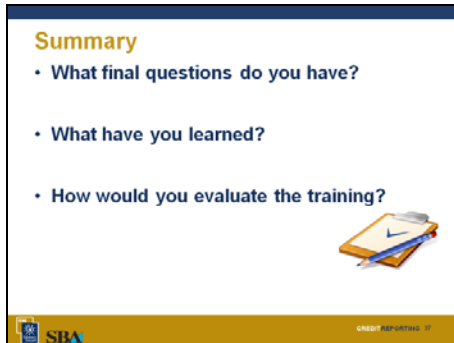 Summary
• What final questions do you have?
• What have you learned?
• How would you evaluate the training?
SBA
CREDIT REPORTING 37